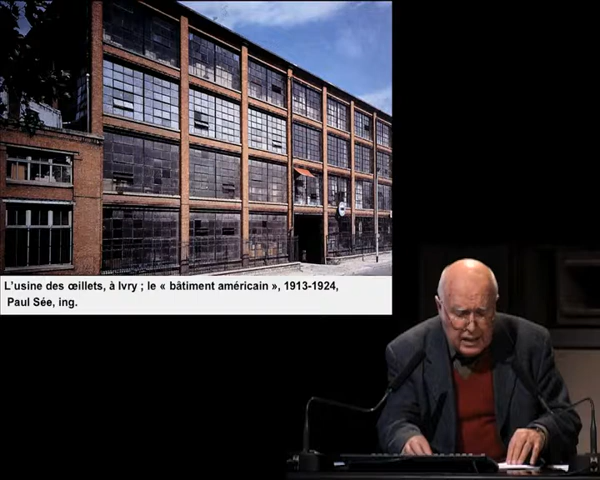 L'usine des œillets, à Ivry ; le « bâtiment américain », 1913-1924,
Paul Sée, ing.